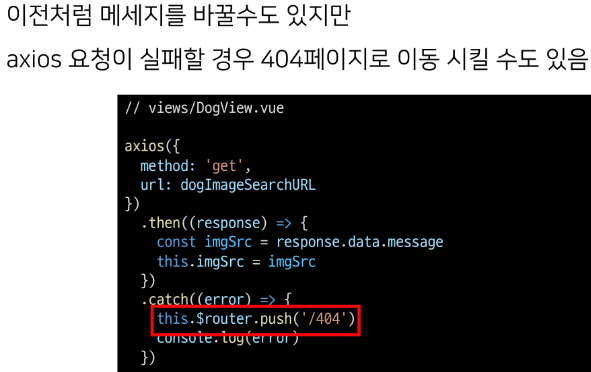 이전처럼 메세지를 바꿀수도 있지만
axios 요청이 실패할 경우 404페이지로 이동 시킬 수도 있음
// views/DogView.vue
axios({
method: 'get',
url: dogImageSearchURL
})
.then((response) => {
const imgSrc = response.data.message
this.imgSrc = imgSrc
})
.catch((error) => {
this.$router.push('/404')
console.log(error)
})